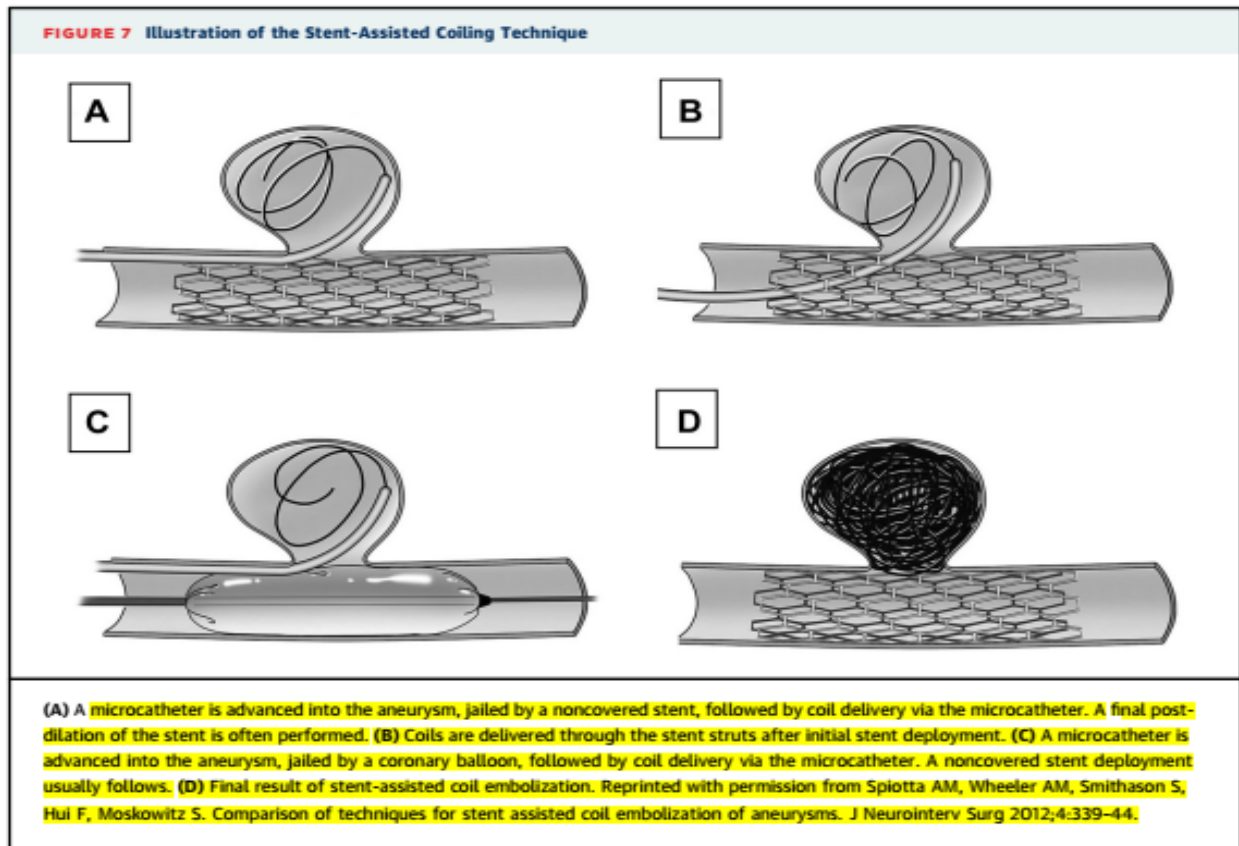 FIGURE 7 Illustration of the Stent-Assisted Coiling Technique
A
B
C
D
(A) A microcatheter is advanced into the aneurysm, jailed by a noncovered stent, followed by coil delivery via the microcatheter. A final post-
dilation of the stent is often performed. (B) Coils are delivered through the stent struts after initial stent deployment. (C) A microcatheter is
advanced into the aneurysm, jailed by a coronary balloon, followed by coil delivery via the microcatheter. A noncovered stent deployment
usually follows. (D) Final result of stent-assisted coil embolization. Reprinted with permission from Spiotta AM, Wheeler AM, Smithason S,
Hui F, Moskowitz S. Comparison of techniques for stent assisted coil embolization of aneurysms. J Neurointerv Surg 2012;4:339–44.